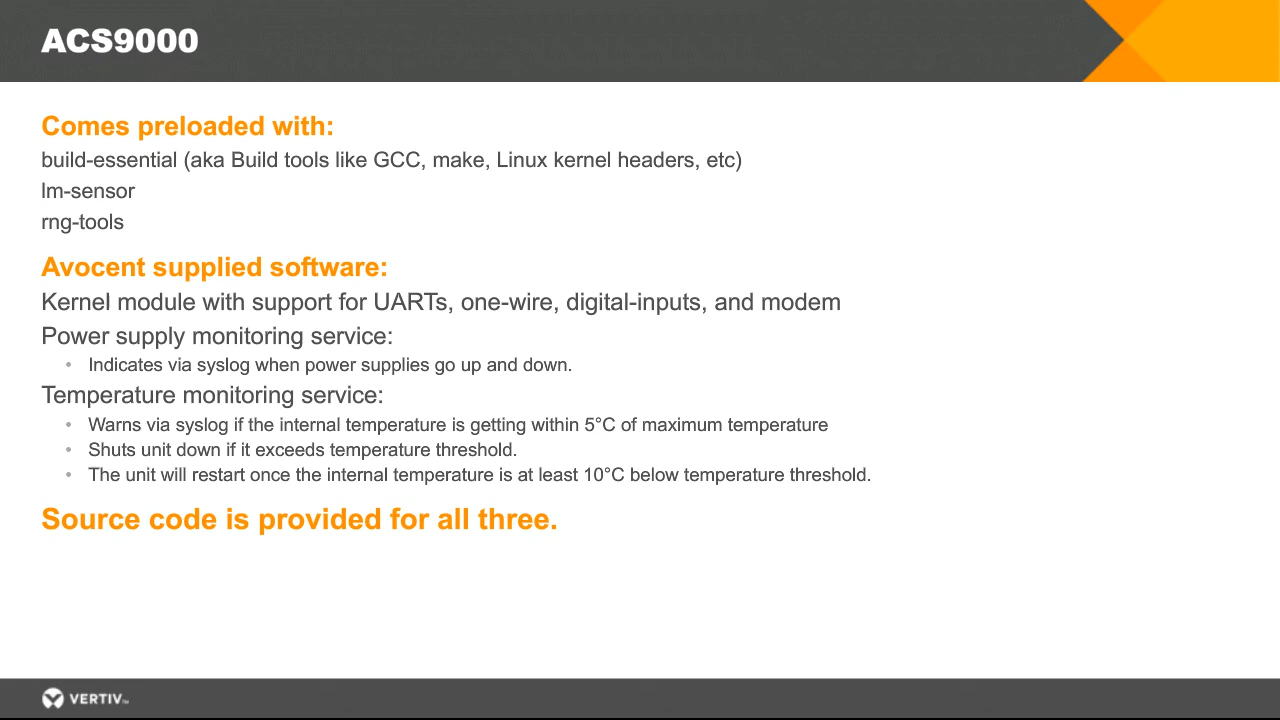 ACS9000
Comes preloaded with:
build-essential (aka Build tools like GCC, make, Linux kernel headers, etc)
lm-sensor
rng-tools
Avocent supplied software:
Kernel module with support for UARTs, one-wire, digital-inputs, and modem
Power supply monitoring service:
• Indicates via syslog when power supplies go up and down.
Temperature monitoring service:
• Warns via syslog if the internal temperature is getting within 5°C of maximum temperature
• Shuts unit down if it exceeds temperature threshold.
• The unit will restart once the internal temperature is at least 10°C below temperature threshold.
Source code is provided for all three.
VERTIV™